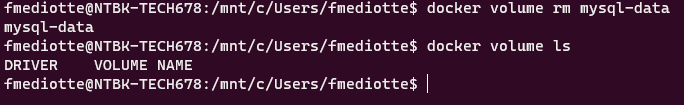 fmediotte@NTBK-TECH678:/mnt/c/Users/fmediotte$ docker volume rm mysql-data
mysql-data
fmediotte@NTBK-TECH678:/mnt/c/Users/fmediotte$ docker volume ls
DRIVER    VOLUME NAME
fmediotte@NTBK-TECH678:/mnt/c/Users/fmediotte$